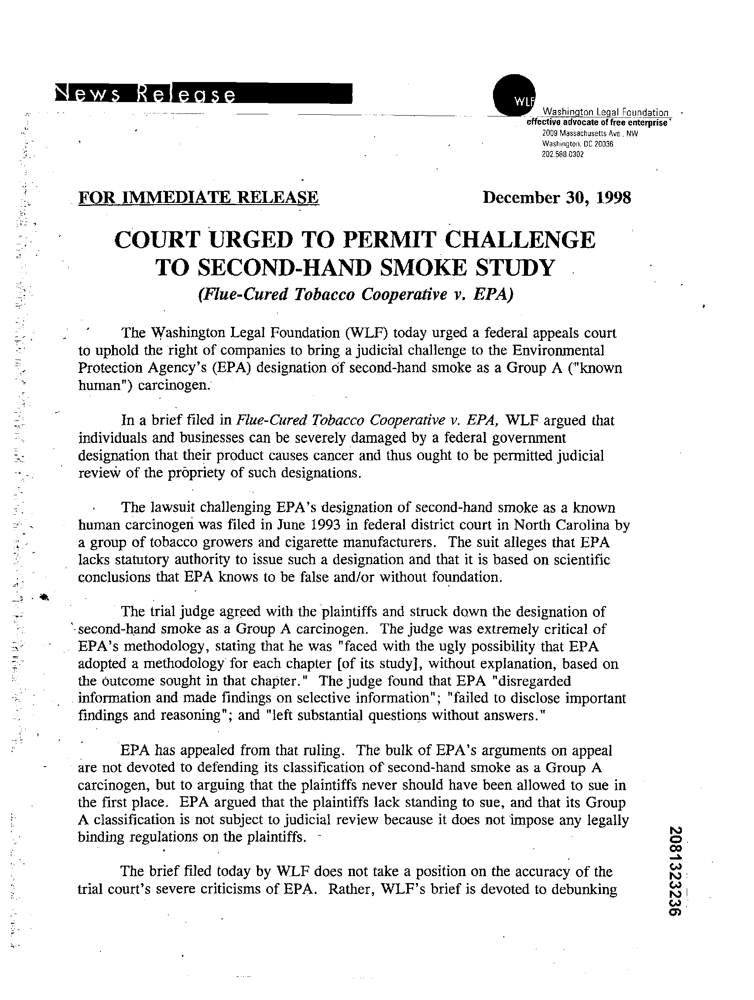 News Release
WLF
Washington Legal Foundation
effective advocate of free enterprise
2009 Massachusetts Ave., NW
Washington, DC 20036
202.588.0302
FOR IMMEDIATE RELEASE December 30, 1998
COURT URGED TO PERMIT CHALLENGE
TO SECOND-HAND SMOKE STUDY
(Flue-Cured Tobacco Cooperative v. EPA)
The Washington Legal Foundation (WLF) today urged a federal appeals court
to uphold the right of companies to bring a judicial challenge to the Environmental
Protection Agency's (EPA) designation of second-hand smoke as a Group A ("known
human") carcinogen.
In a brief filed in Flue-Cured Tobacco Cooperative v. EPA, WLF argued that
individuals and businesses can be severely damaged by a federal government
designation that their product causes cancer and thus ought to be permitted judicial
review of the propriety of such designations.
The lawsuit challenging EPA's designation of second-hand smoke as a known
human carcinogen was filed in June 1993 in federal district court in North Carolina by
a group of tobacco growers and cigarette manufacturers. The suit alleges that EPA
lacks statutory authority to issue such a designation and that it is based on scientific
conclusions that EPA knows to be false and/or without foundation.
The trial judge agreed with the plaintiffs and struck down the designation of
second-hand smoke as a Group A carcinogen. The judge was extremely critical of
EPA's methodology, stating that he was "faced with the ugly possibility that EPA
adopted a methodology for each chapter [of its study], without explanation, based on
the outcome sought in that chapter." The judge found that EPA "disregarded
information and made findings on selective information"; "failed to disclose important
findings and reasoning"; and "left substantial questions without answers."
EPA has appealed from that ruling. The bulk of EPA's arguments on appeal
are not devoted to defending its classification of second-hand smoke as a Group A
carcinogen, but to arguing that the plaintiffs never should have been allowed to sue in
the first place. EPA argued that the plaintiffs lack standing to sue, and that its Group
A classification is not subject to judicial review because it does not impose any legally
binding regulations on the plaintiffs.
The brief filed today by WLF does not take a position on the accuracy of the
trial court's severe criticisms of EPA. Rather, WLF's brief is devoted to debunking
2081323236